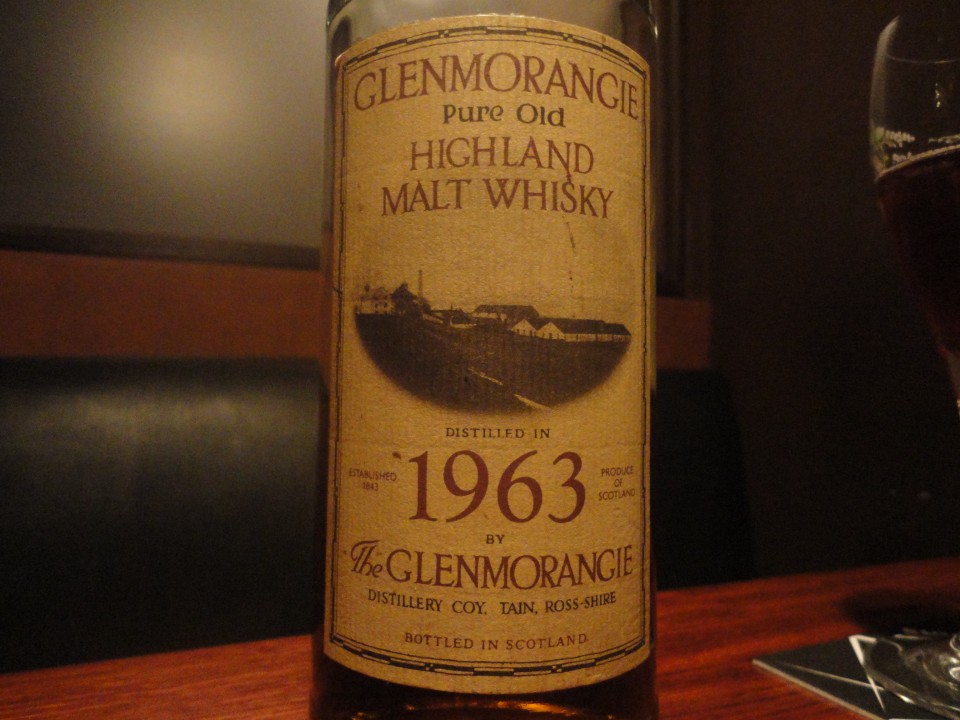 GLENMORANGIE
Pure Old
HIGHLAND
MALT WHISKY
DISTILLED IN
ESTABLISHED
1843
1963
PRODUCE
OF
SCOTLAND
BY
The GLENMORANGIE
DISTILLERY COY, TAIN, ROSS-SHIRE
BOTTLED IN SCOTLAND